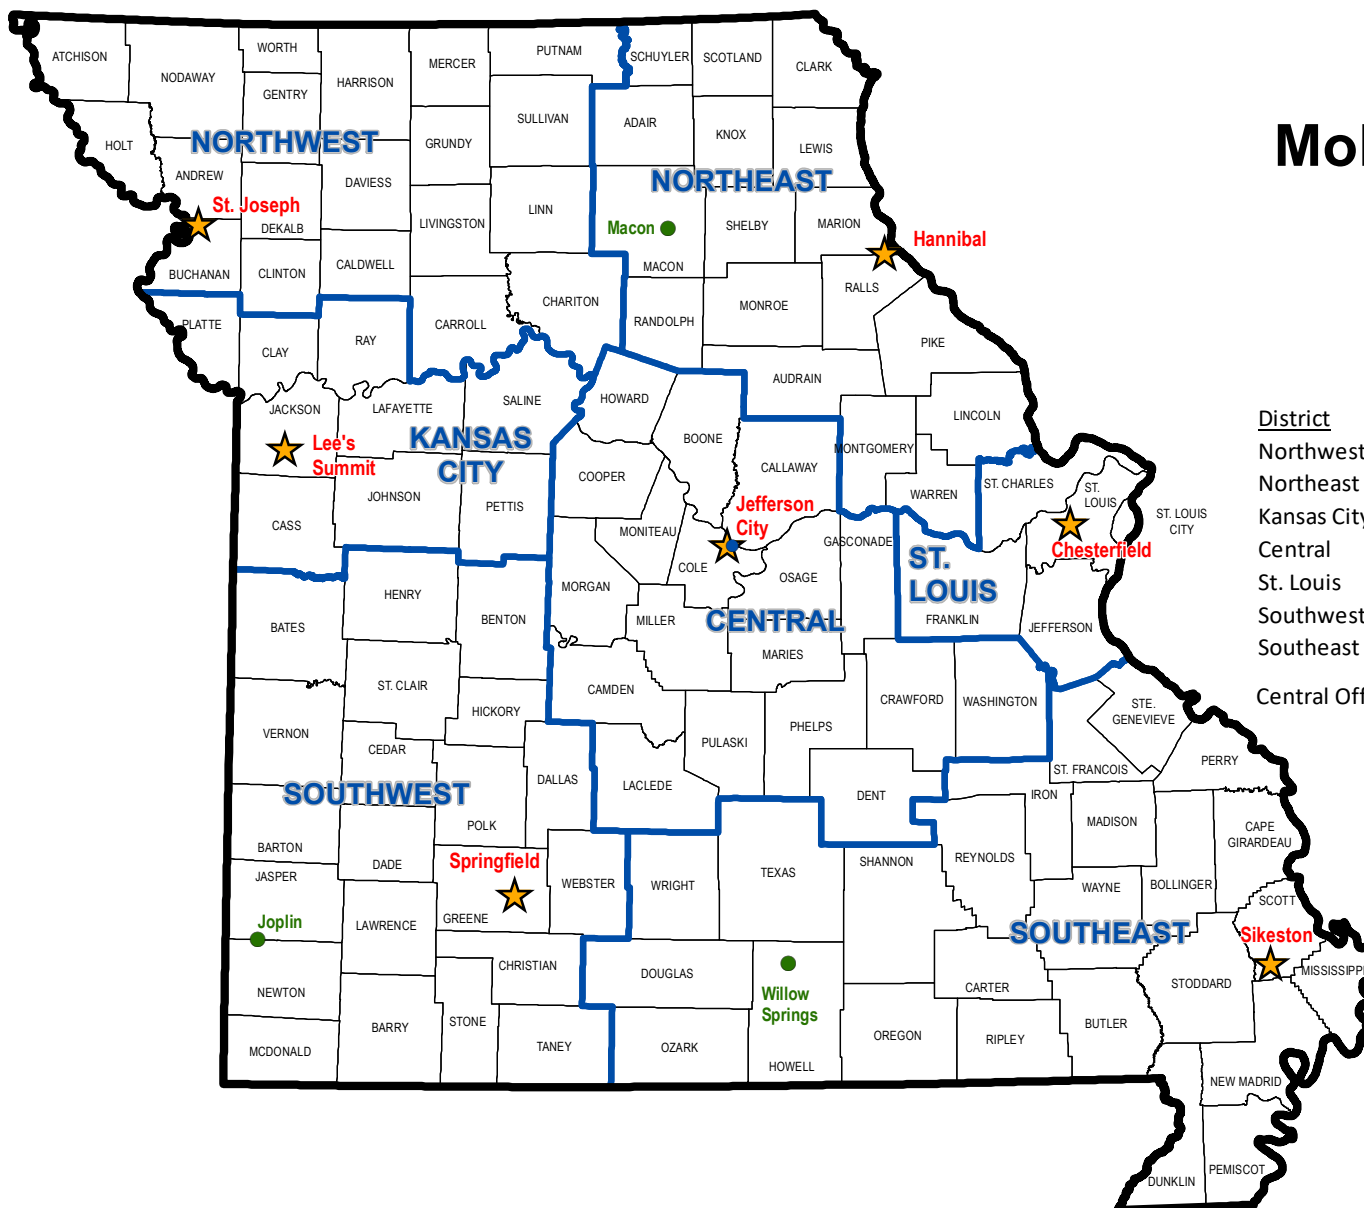 ATCHISON
NODAWAY
WORTH
GENTRY
HARRISON
MERCER
PUTNAM
SCHUYLER
SCOTLAND
CLARK
SULLIVAN
ADAIR
KNOX
LEWIS
HOLT
NORTHWEST
GRUNDY
NORTHEAST
ANDREW
DAVIESS
St. Joseph
DEKALB
LIVINGSTON
LINN
Macon
SHELBY
MARION
Hannibal
BUCHANAN
CLINTON
CALDWELL
MACON
CHARITON
RALLS
PLATTE
CLAY
RAY
CARROLL
RANDOLPH
MONROE
PIKE
AUDRAIN
JACKSON
LAFAYETTE
SALINE
HOWARD
LINCOLN
Lee's
Summit
KANSAS
CITY
BOONE
MONTGOMERY
CALLAWAY
COOPER
JOHNSON
PETTIS
WARREN
ST. CHARLES
ST.
LOUIS
ST. LOUIS
CITY
CASS
MONITEAU
Jefferson
City
GASCONADE
Chesterfield
COLE
OSAGE
ST.
LOUIS
MORGAN
HENRY
BENTON
MILLER
CENTRAL
FRANKLIN
JEFFERSON
BATES
MARIES
ST. CLAIR
CAMDEN
CRAWFORD
WASHINGTON
HICKORY
STE.
GENEVIEVE
VERNON
CEDAR
PULASKI
PHELPS
PERRY
ST. FRANCOIS
DALLAS
LACLEDE
DENT
IRON
SOUTHWEST
POLK
MADISON
CAPE
GIRARDEAU
BARTON
DADE
Springfield
SHANNON
REYNOLDS
JASPER
WEBSTER
WRIGHT
TEXAS
WAYNE
BOLLINGER
SCOTT
Joplin
LAWRENCE
GREENE
SOUTHEAST
Sikeston
CHRISTIAN
DOUGLAS
MISSISSIPPI
NEWTON
Willow
Springs
CARTER
STODDARD
BARRY
STONE
TANEY
OZARK
HOWELL
OREGON
RIPLEY
BUTLER
MCDONALD
NEW MADRID
DUNKLIN
PEMISCOT
District
Northwest
Northeast
Kansas City
Central
St. Louis
Southwest
Southeast
Central Off